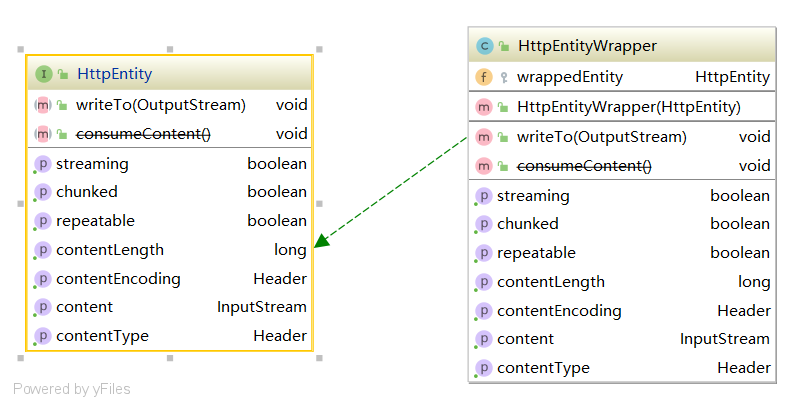 I HttpEntity
m writeTo(OutputStream) void
m consumeContent() void
p streaming boolean
p chunked boolean
p repeatable boolean
p contentLength long
p contentEncoding Header
p content InputStream
p contentType Header
C HttpEntityWrapper
f wrappedEntity HttpEntity
m HttpEntityWrapper(HttpEntity)
m writeTo(OutputStream) void
m consumeContent() void
p streaming boolean
p chunked boolean
p repeatable boolean
p contentLength long
p contentEncoding Header
p content InputStream
p contentType Header
Powered by yFiles